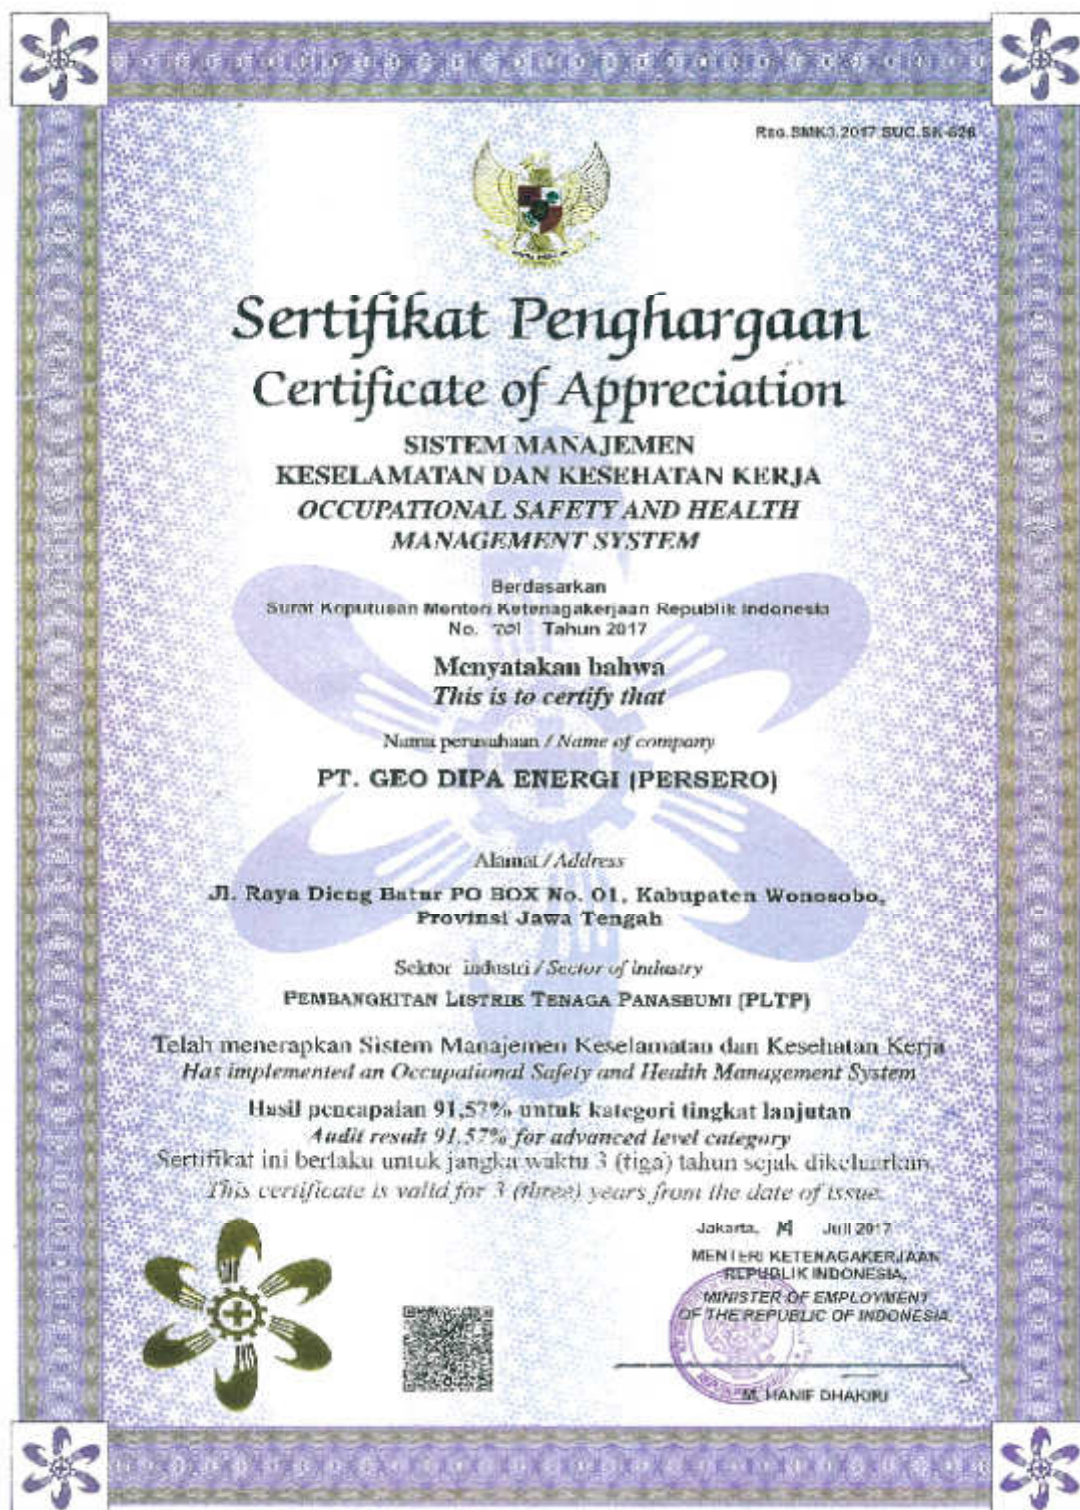 Reg.SMK3.2017.SUC.SK-626
Sertifikat Penghargaan
Certificate of Appreciation
SISTEM MANAJEMEN
KESELAMATAN DAN KESEHATAN KERJA
OCCUPATIONAL SAFETY AND HEALTH
MANAGEMENT SYSTEM
Berdasarkan
Surat Keputusan Menteri Ketenagakerjaan Republik Indonesia
No. 701 Tahun 2017
Menyatakan bahwa
This is to certify that
Nama perusahaan / Name of company
PT. GEO DIPA ENERGI (PERSERO)
Alamat / Address
Jl. Raya Dieng Batur PO BOX No. 01, Kabupaten Wonosobo,
Provinsi Jawa Tengah
Sektor industri / Sector of industry
PEMBANGKITAN LISTRIK TENAGA PANASBUMI (PLTP)
Telah menerapkan Sistem Manajemen Keselamatan dan Kesehatan Kerja
Has implemented an Occupational Safety and Health Management System
Hasil pencapaian 91,57% untuk kategori tingkat lanjutan
Audit result 91.57% for advanced level category
Sertifikat ini berlaku untuk jangka waktu 3 (tiga) tahun sejak dikeluarkan.
This certificate is valid for 3 (three) years from the date of issue.
Jakarta, Juli 2017
MENTERI KETENAGAKERJAAN
REPUBLIK INDONESIA,
MINISTER OF EMPLOYMENT
OF THE REPUBLIC OF INDONESIA.
M. HANIF DHAKIRI